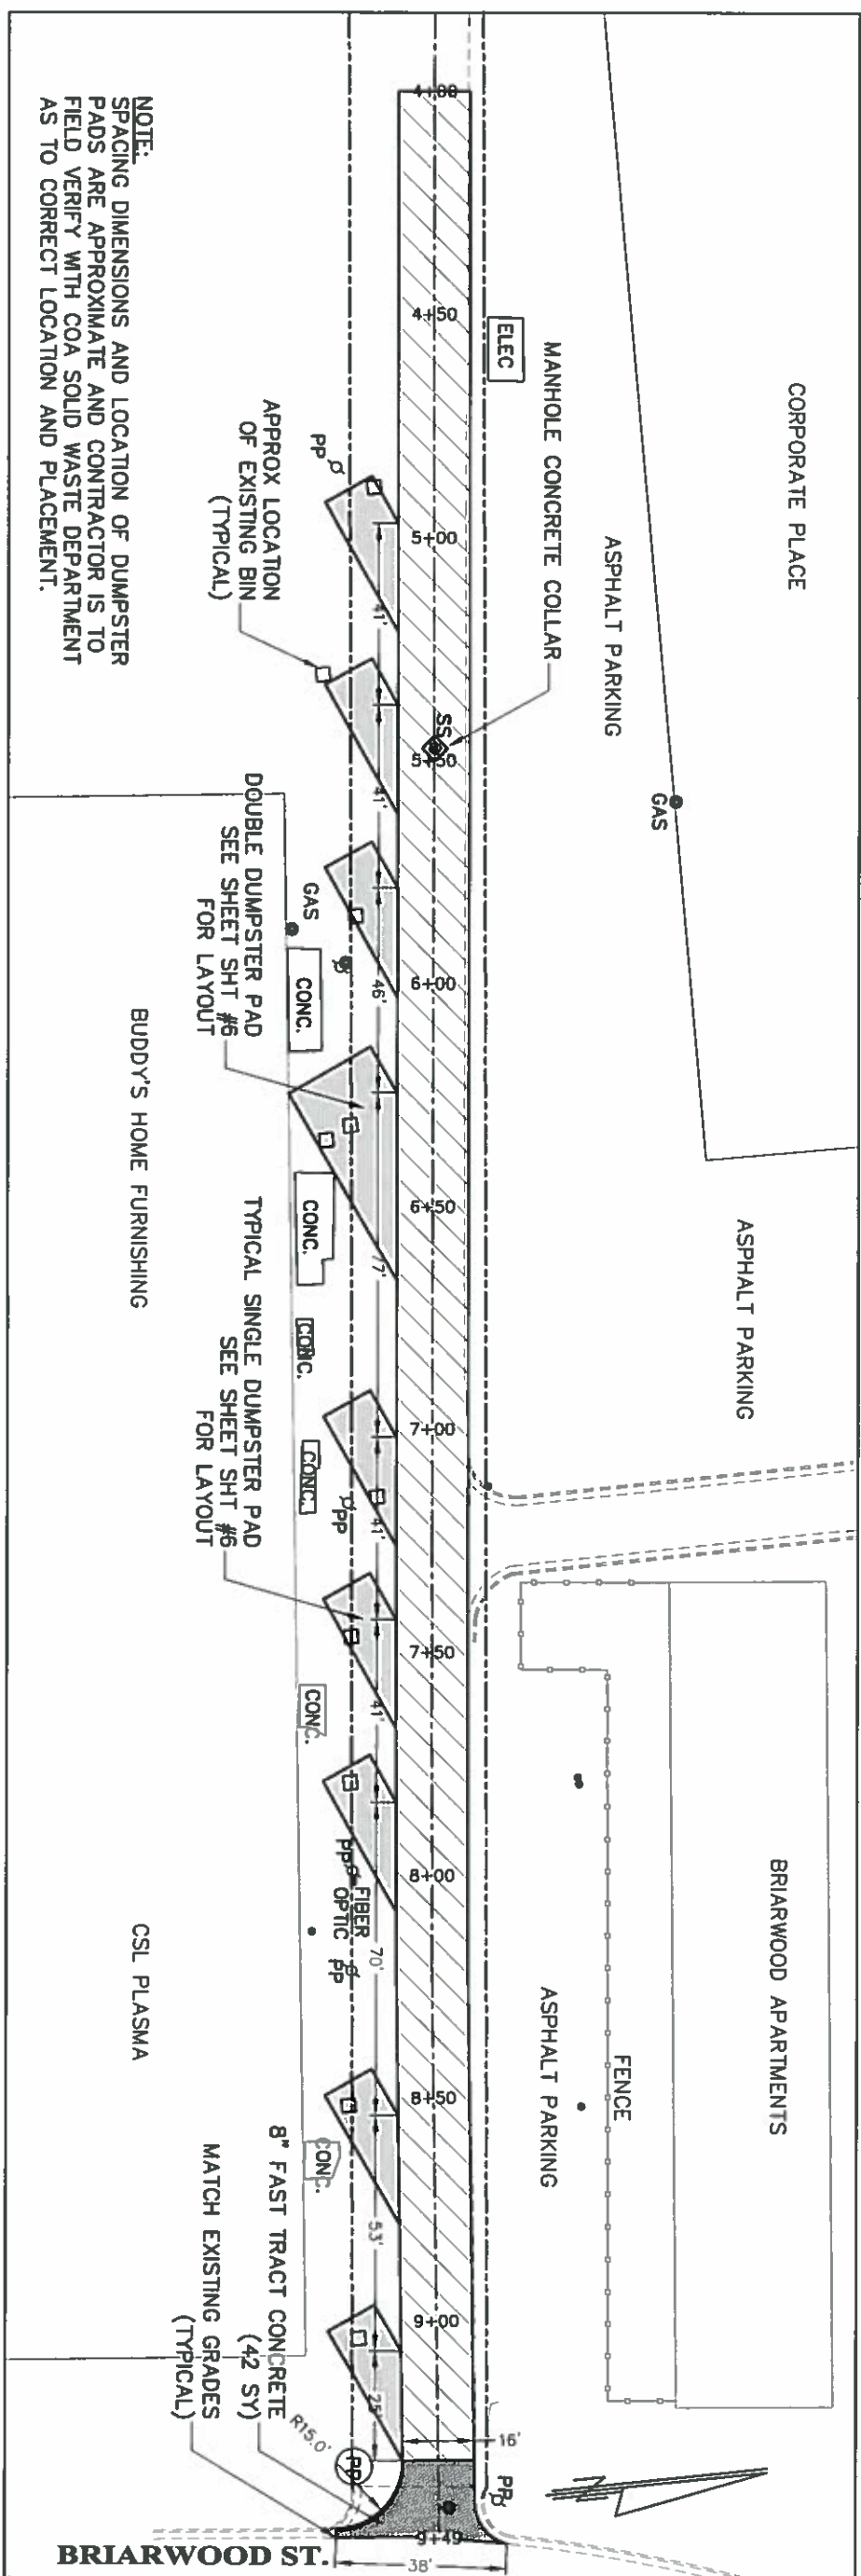 CORPORATE PLACE
ASPHALT PARKING
GAS
ASPHALT PARKING
BRIARWOOD APARTMENTS
FENCE
ASPHALT PARKING
MANHOLE CONCRETE COLLAR
ELEC
PP
4+00
4+50
5+00
SS
5+50
6+00
6+50
7+00
7+50
8+00
8+50
9+00
9+49
16'
38'
41'
41'
46'
77'
41'
41'
70'
53'
25'
R15.0'
PP
PP
PP
FIBER
OPTIC
PP
PP
APPROX LOCATION
OF EXISTING BIN
(TYPICAL)
GAS
CONC.
CONC.
CONC.
CONC.
CONC.
CONC.
DOUBLE DUMPSTER PAD
SEE SHEET SHT #6
FOR LAYOUT
TYPICAL SINGLE DUMPSTER PAD
SEE SHEET SHT #6
FOR LAYOUT
8" FAST TRACT CONCRETE
(42 SY)
MATCH EXISTING GRADES
(TYPICAL)
BUDDY'S HOME FURNISHING
CSL PLASMA
NOTE:
SPACING DIMENSIONS AND LOCATION OF DUMPSTER
PADS ARE APPROXIMATE AND CONTRACTOR IS TO
FIELD VERIFY WITH COA SOLID WASTE DEPARTMENT
AS TO CORRECT LOCATION AND PLACEMENT.
BRIARWOOD ST.